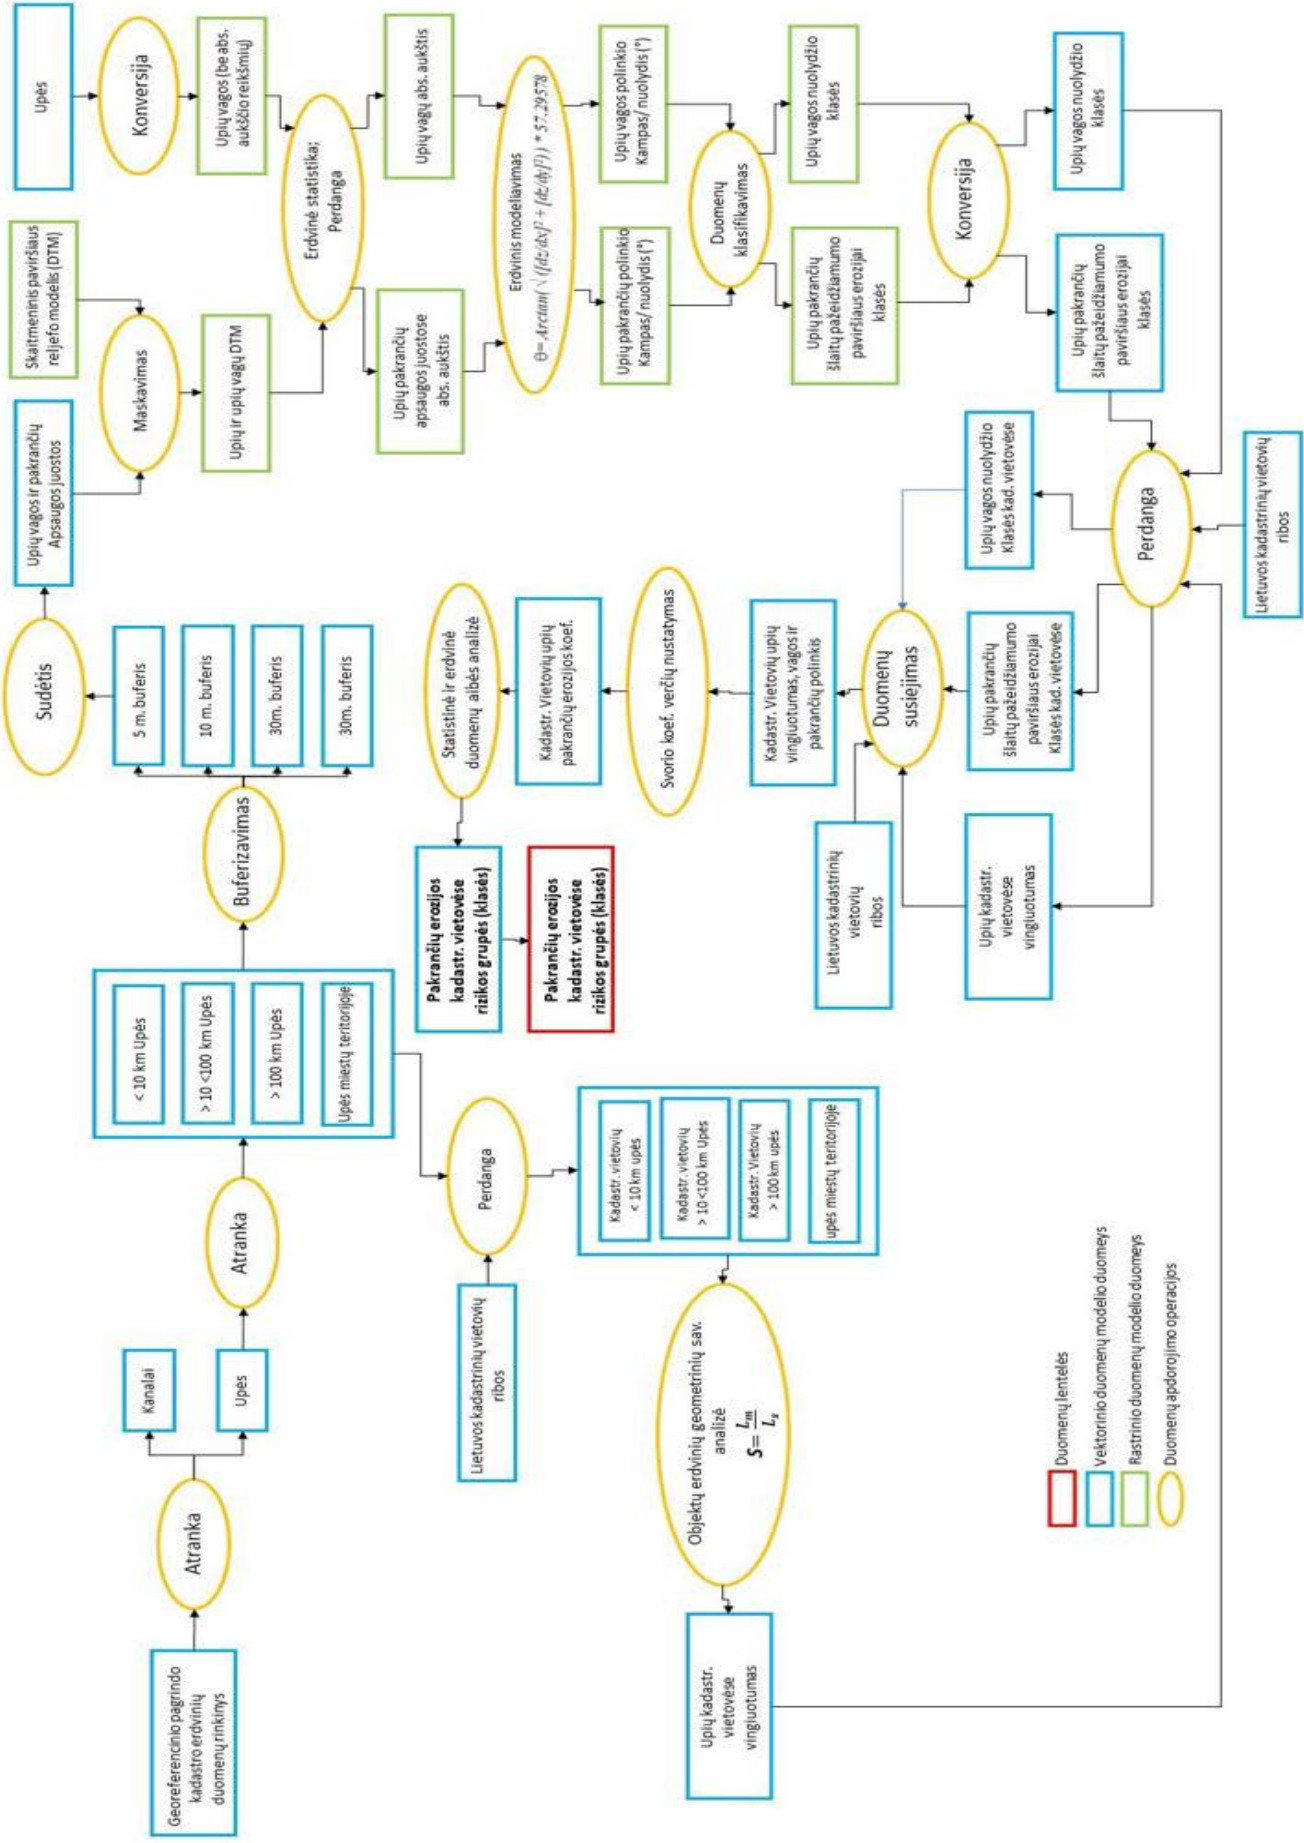 Georeferencinio pagrindo
kadastro erdvinių
duomenų rinkinys
Atranka
Kanalai
Upės
Atranka
< 10 km Upės
> 10 <100 km Upės
> 100 km Upės
Upės miestų teritorijoje
Buferizavimas
5 m. buferis
10 m. buferis
30m. buferis
30m. buferis
Sudėtis
Upių vagos ir pakrančių
Apsaugos juostos
Skaitmeninis paviršiaus
reljefo modelis (DTM)
Upės
Maskavimas
Konversija
Upių ir upių vagų DTM
Upių vagos (be abs.
aukščio reikšmių)
Erdvinė statistika;
Perdanga
Upių pakrančių
apsaugos juostose
abs. aukštis
Upių vagų abs. aukštis
Erdvinis modeliavimas
θ= Arctan( √ ([dz/dx]² + [dz/dy]²)) * 57.29578
Upių pakrančių polinkio
Kampas/ nuolydis (°)
Upių vagos polinkio
Kampas/ nuolydis (°)
Duomenų
klasifikavimas
Upių pakrančių
šlaitų pažeidžiamumo
paviršiaus erozijai
klasės
Upių vagos nuolydžio
klasės
Konversija
Upių pakrančių
šlaitų pažeidžiamumo
paviršiaus erozijai
klasės
Upių vagos nuolydžio
klasės
Lietuvos kadastrinių vietovių
ribos
Perdanga
Kadastr. vietovių
< 10 km upės
Kadastr. vietovių
> 10 <100 km Upės
Kadastr. Vietovių
> 100 km upės
upės miestų teritorijoje
Objektų erdvinių geometrinių sav.
analizė
S= Lm
Ls
Upių kadastr.
vietovėse
vingiuotumas
Lietuvos kadastrinių vietovių
ribos
Perdanga
Upių vagos nuolydžio
Klasės kad. vietovėse
Upių pakrančių
šlaitų pažeidžiamumo
paviršiaus erozijai
Klasės kad. vietovėse
Upių kadastr.
vietovėse
vingiuotumas
Lietuvos kadastrinių
vietovių
ribos
Duomenų
susiejimas
Kadastr. Vietovių upių
vingiuotumas, vagos ir
pakrančių polinkis
Svorio koef. verčių nustatymas
Kadastr. Vietovių upių
pakrančių erozijos koef.
Statistinė ir erdvinė
duomenų aibės analizė
Pakrančių erozijos
kadastr. vietovėse
rizikos grupės (klasės)
Pakrančių erozijos
kadastr. vietovėse
rizikos grupės (klasės)
Duomenų lentelės
Vektorinio duomenų modelio duomeys
Rastrinio duomenų modelio duomeys
Duomenų apdorojimo operacijos